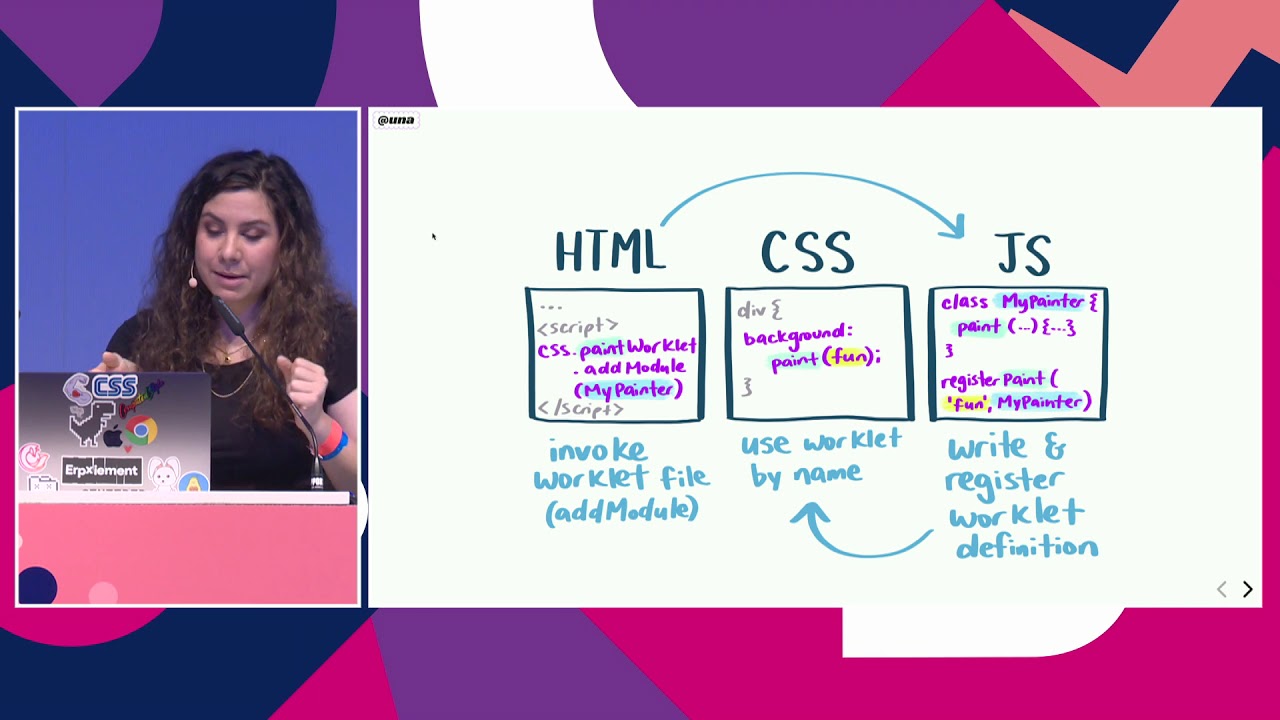 @una
HTML
CSS
JS
...
<script>
CSS.paintWorklet
.addModule
(MyPainter)
</script>
div {
background:
paint(fun);
}
class MyPainter {
paint (...) {...}
}
registerPaint (
'fun', MyPainter)
invoke
worklet file
(addModule)
use worklet
by name
write &
register
worklet
definition
CSS
Erpxlement